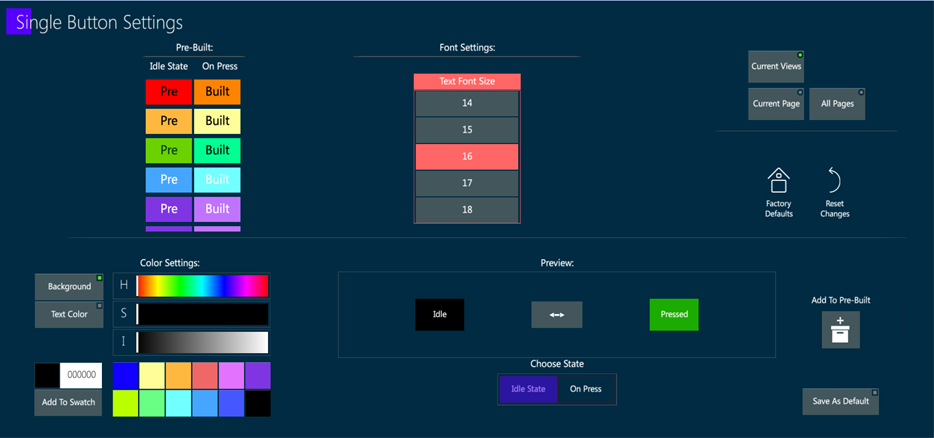 Single Button Settings
Pre-Built:
Idle State On Press
Pre Built
Pre Built
Pre Built
Pre Built
Pre Built
Font Settings:
Text Font Size
14
15
16
17
18
Current Views
Current Page All Pages
Factory
Defaults
Reset
Changes
Color Settings:
Background
Text Color
H
S
I
000000
Add To Swatch
Preview:
Idle
Pressed
Choose State
Idle State On Press
Add To Pre-Built
Save As Default